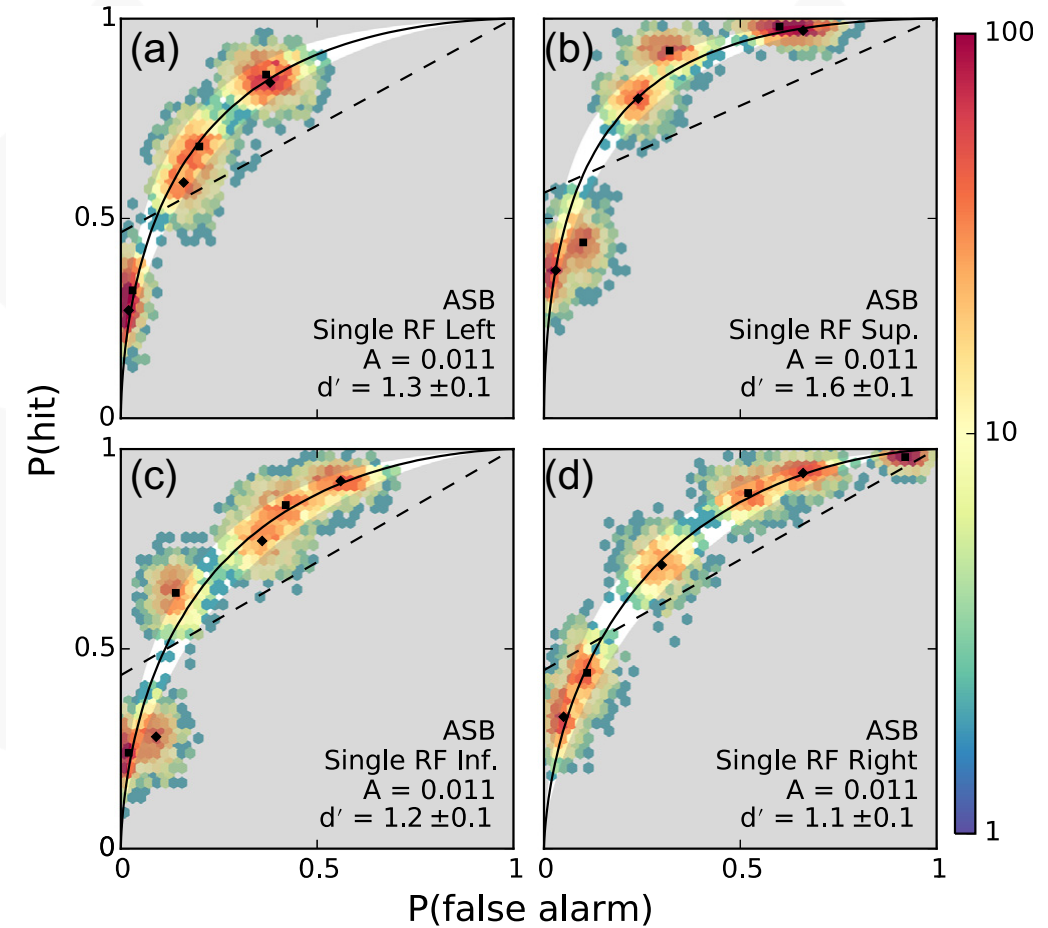 1
(a)
(b)
100
0.5
ASB
Single RF Left
A = 0.011
d′ = 1.3 ±0.1
ASB
Single RF Sup.
A = 0.011
d′ = 1.6 ±0.1
0
P(hit)
10
1
(c)
(d)
0.5
ASB
Single RF Inf.
A = 0.011
d′ = 1.2 ±0.1
ASB
Single RF Right
A = 0.011
d′ = 1.1 ±0.1
0
1
0 0.5 1
0 0.5 1
P(false alarm)